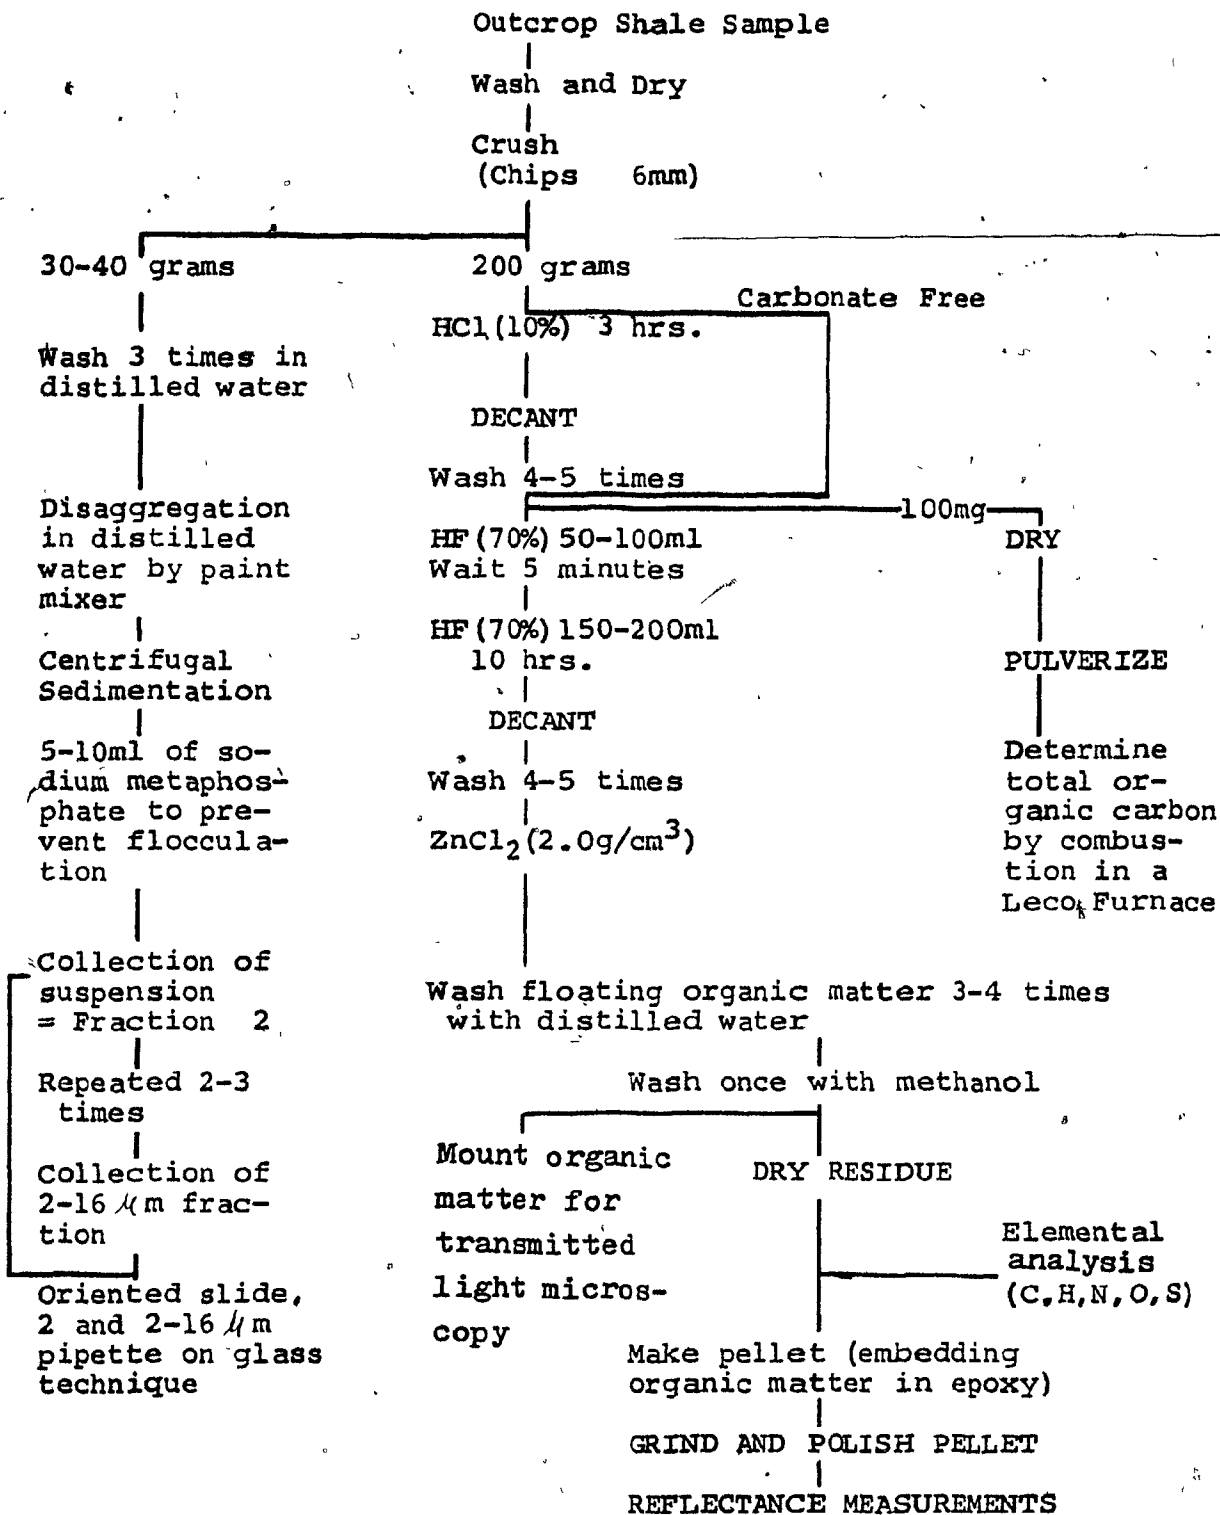 Outcrop Shale Sample
Wash and Dry
Crush
(Chips 6mm)
30-40 grams
Wash 3 times in
distilled water
Disaggregation
in distilled
water by paint
mixer
Centrifugal
Sedimentation
5-10ml of so-
dium metaphos-
phate to pre-
vent floccula-
tion
Collection of
suspension
= Fraction 2
Repeated 2-3
times
Collection of
2-16 μm frac-
tion
Oriented slide,
2 and 2-16 μm
pipette on glass
technique
200 grams
Carbonate Free
HCl(10%) 3 hrs.
DECANT
Wash 4-5 times
HF(70%) 50-100ml
Wait 5 minutes
HF(70%) 150-200ml
10 hrs.
DECANT
Wash 4-5 times
ZnCl₂(2.0g/cm³)
100mg
DRY
PULVERIZE
Determine
total or-
ganic carbon
by combus-
tion in a
Leco Furnace
Wash floating organic matter 3-4 times
with distilled water
Wash once with methanol
Mount organic
matter for
transmitted
light micros-
copy
DRY RESIDUE
Elemental
analysis
(C,H,N,O,S)
Make pellet (embedding
organic matter in epoxy)
GRIND AND POLISH PELLET
REFLECTANCE MEASUREMENTS